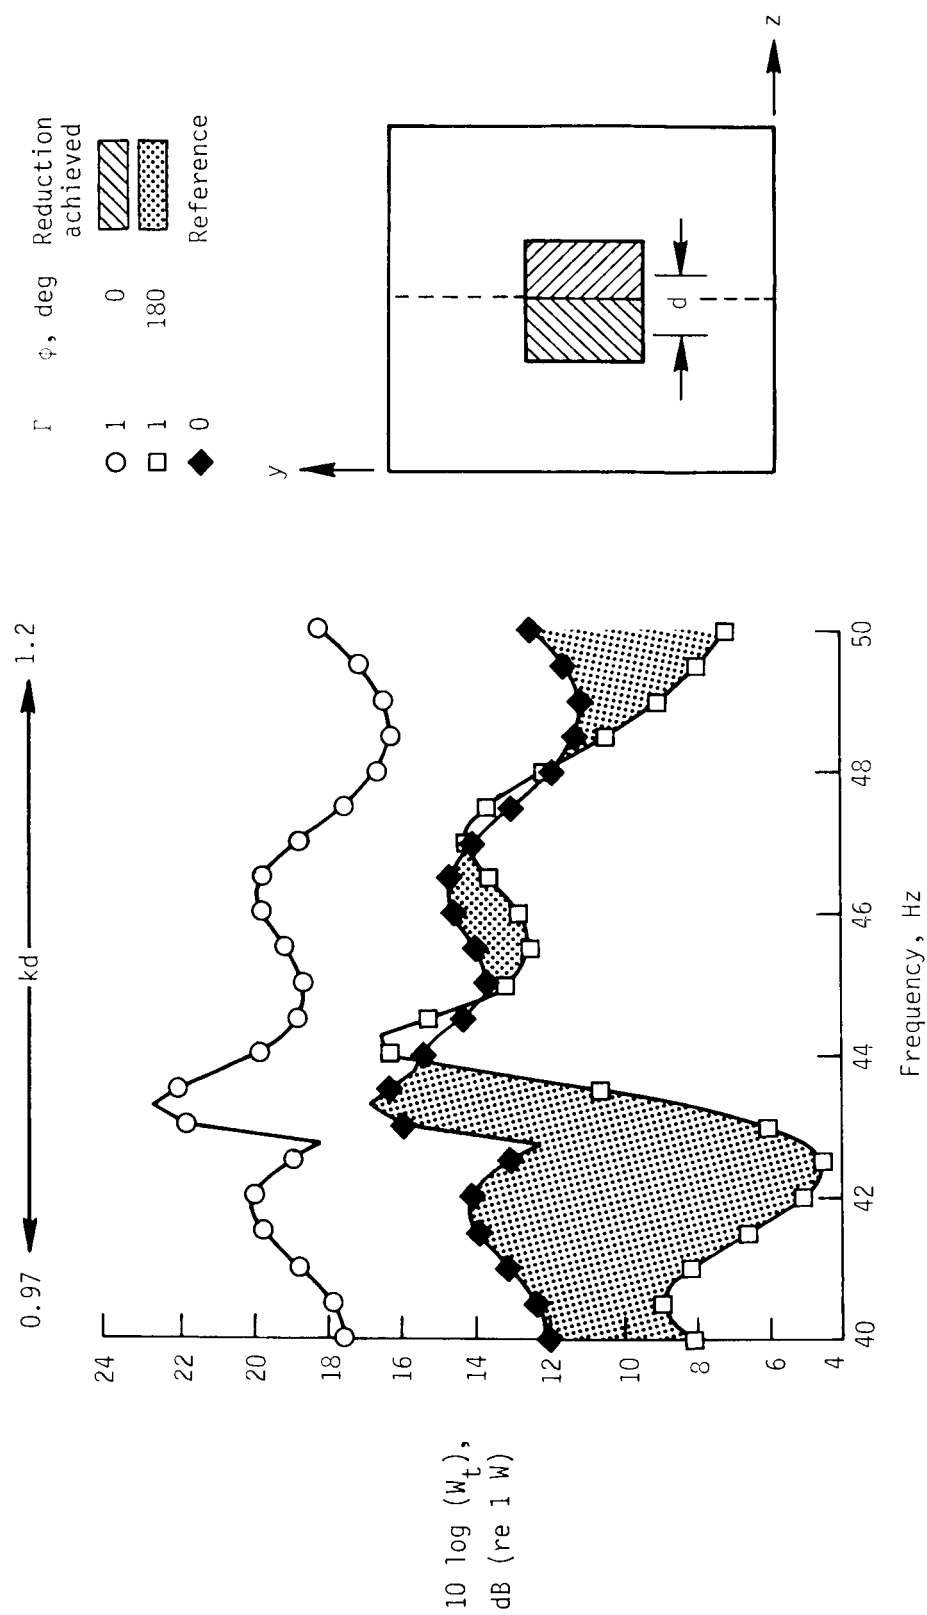 Γ φ, deg Reduction
achieved
1 0
1 180
0 Reference
y
d
z
0.97 kd 1.2
24
22
20
18
16
14
12
10
8
6
4
10 log (Wt),
dB (re 1 W)
40 42 44 46 48 50
Frequency, Hz